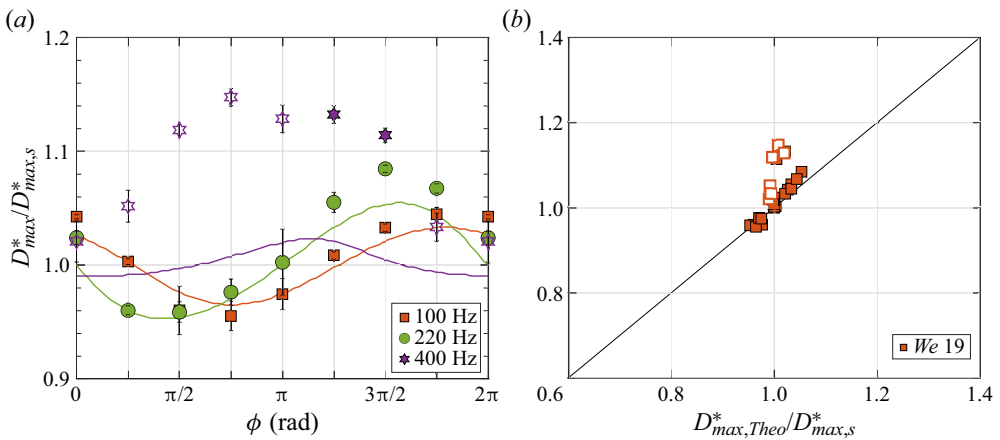 (a)
1.2
1.1
1.0
0.9
D*max/D*max,s
0
π/2
π
3π/2
2π
ϕ (rad)
100 Hz
220 Hz
400 Hz
(b)
1.4
1.2
1.0
0.8
0.6
0.6
0.8
1.0
1.2
1.4
D*max,Theo/D*max,s
We 19